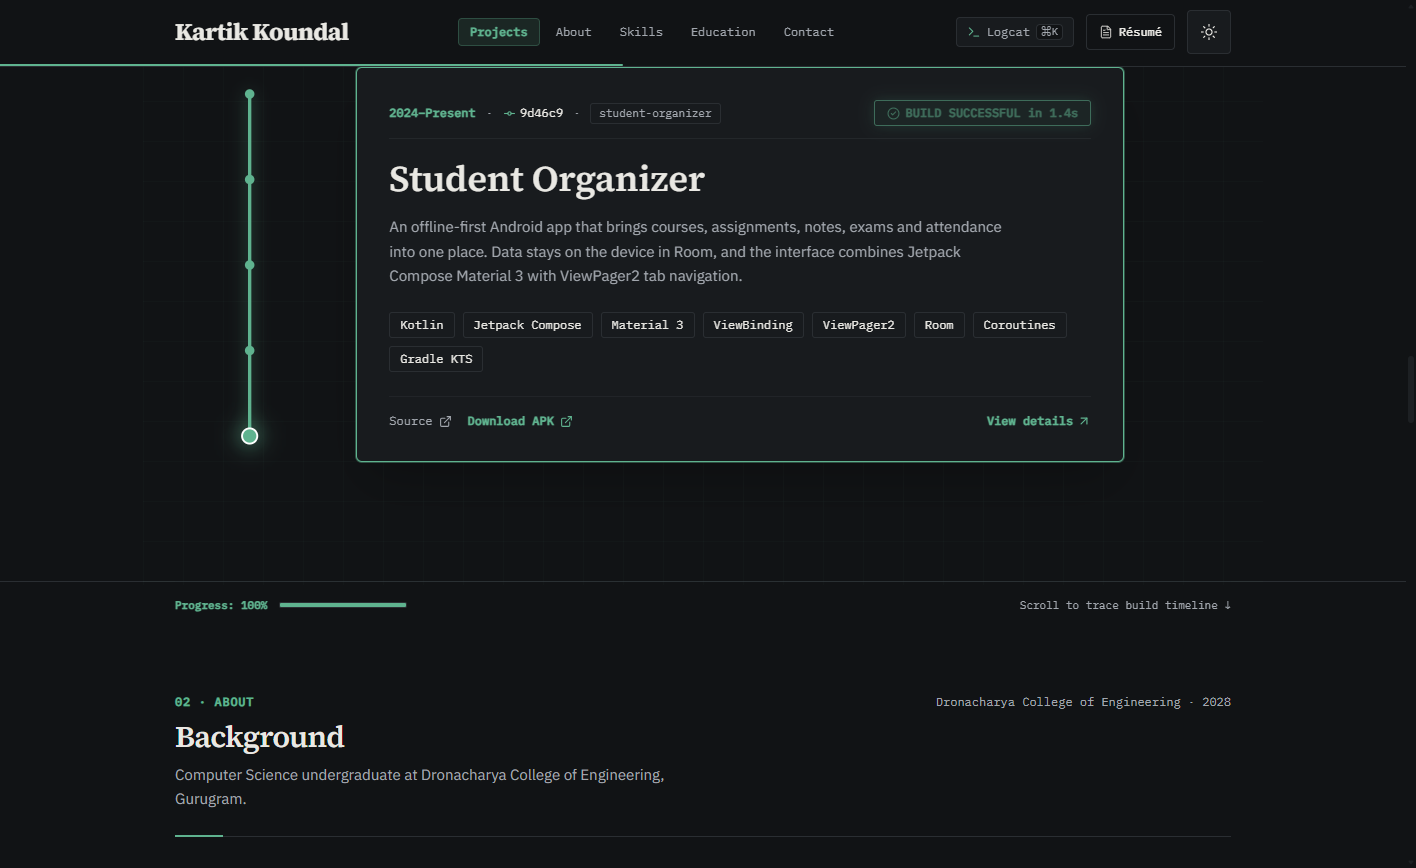 Kartik Koundal
Projects About Skills Education Contact
Logcat ⌘K Résumé
2024–Present · 9d46c9 · student-organizer
BUILD SUCCESSFUL in 1.4s
Student Organizer
An offline-first Android app that brings courses, assignments, notes, exams and attendance
into one place. Data stays on the device in Room, and the interface combines Jetpack
Compose Material 3 with ViewPager2 tab navigation.
Kotlin Jetpack Compose Material 3 ViewBinding ViewPager2 Room Coroutines
Gradle KTS
Source Download APK View details
Progress: 100% Scroll to trace build timeline ↓
02 · ABOUT
Dronacharya College of Engineering · 2028
Background
Computer Science undergraduate at Dronacharya College of Engineering,
Gurugram.